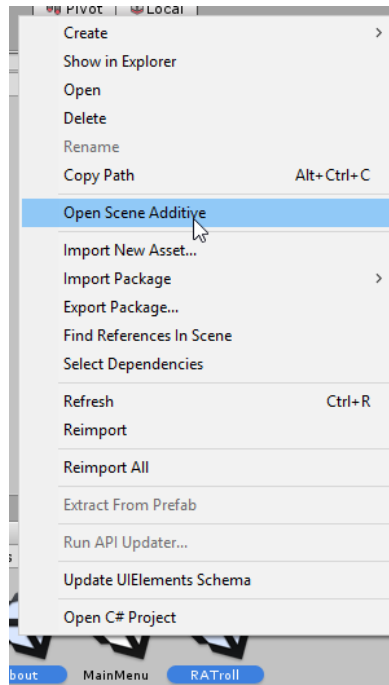 Pivot Local
Create >
Show in Explorer
Open
Delete
Rename
Copy Path Alt+Ctrl+C
Open Scene Additive
Import New Asset...
Import Package >
Export Package...
Find References In Scene
Select Dependencies
Refresh Ctrl+R
Reimport
Reimport All
Extract From Prefab
Run API Updater...
Update UIElements Schema
Open C# Project
bout MainMenu RATroll